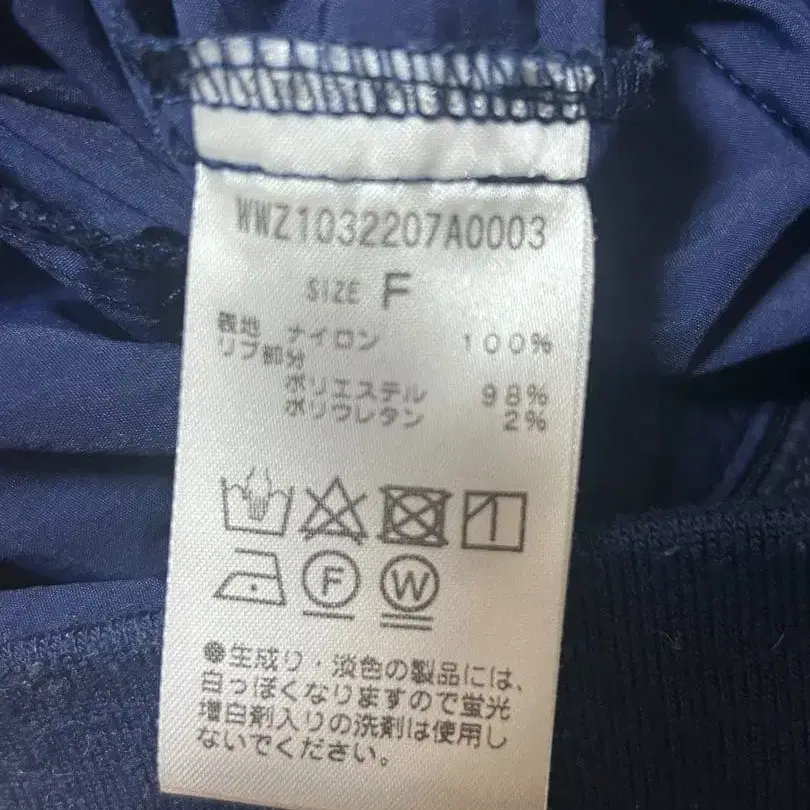 WWZ1032207A0003
SIZE F
表地 ナイロン 100%
リブ部分
ポリエステル 98%
ポリウレタン 2%
F W
●生成り・淡色の製品には、
白っぽくなりますので蛍光
増白剤入りの洗剤は使用し
ないでください。